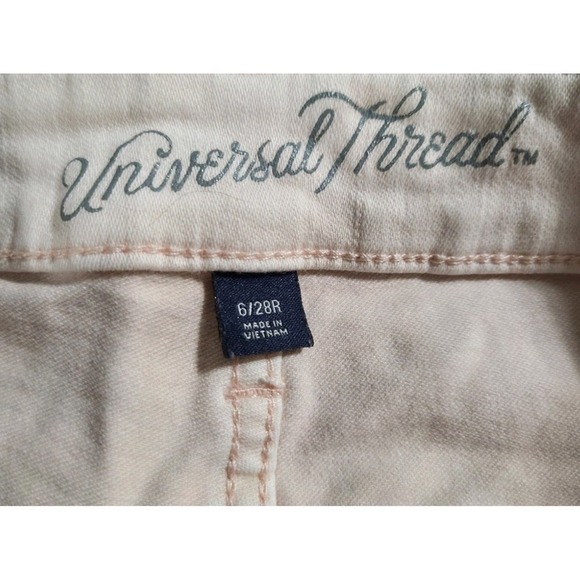 Universal Thread™
6/28R
MADE IN
VIETNAM